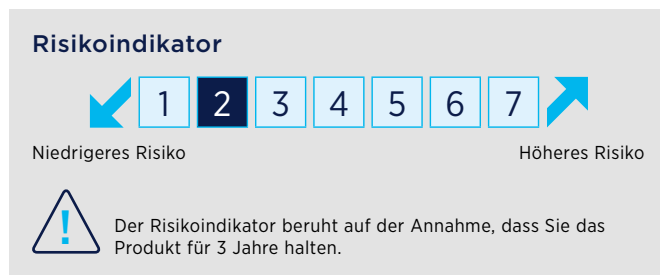 Risikoindikator
1 2 3 4 5 6 7
Niedrigeres Risiko Höheres Risiko
! Der Risikoindikator beruht auf der Annahme, dass Sie das
Produkt für 3 Jahre halten.